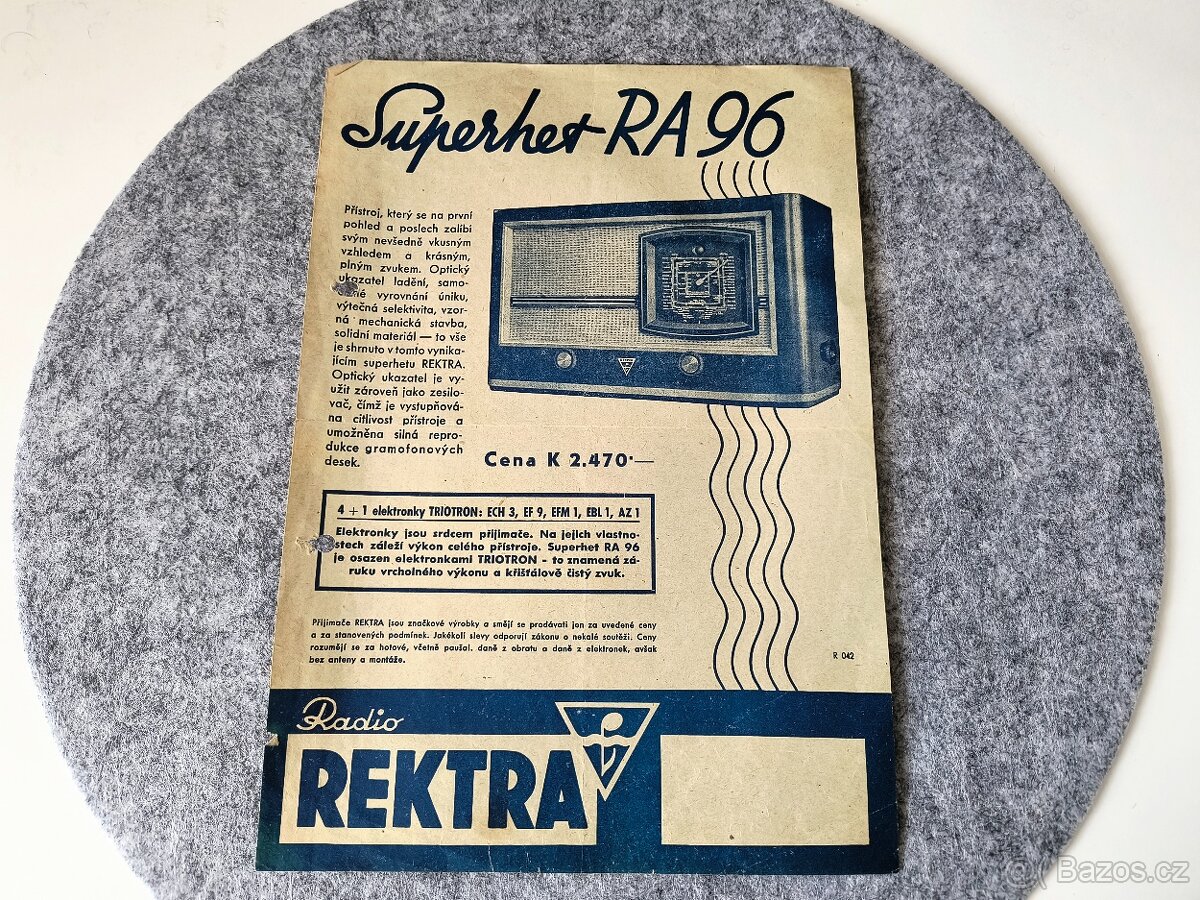 Superhet RA 96
Přístroj, který se na první
pohled a poslech zalíbí
svým nevšedně vkusným
vzhledem a krásným,
plným zvukem. Optický
ukazatel ladění, samo-
vyrovnání úniku,
výtečná selektivita, vzor-
ná mechanická stavba,
solidní materiál — to vše
je shrnuto v tomto vynika-
jícím superhetu REKTRA.
Optický ukazatel je vy-
užit zároveň jako zesilo-
vač, čímž je vystupňová-
na citlivost přístroje a
umožněna silná repro-
dukce gramofonových
desek.
Cena K 2.470·—
4 + 1 elektronky TRIOTRON: ECH 3, EF 9, EFM 1, EBL 1, AZ 1
Elektronky jsou srdcem přijimače. Na jejich vlastno-
stech záleží výkon celého přístroje. Superhet RA 96
je osazen elektronkami TRIOTRON - to znamená zá-
ruku vrcholného výkonu a křišťálově čistý zvuk.
Přijimače REKTRA jsou značkové výrobky a smějí se prodávati jen za uvedené ceny
a za stanovených podmínek. Jakékoli slevy odporují zákonu o nekalé soutěži. Ceny
rozumějí se za hotové, včetně paušal. daně z obratu a daně z elektronek, avšak
bez anteny a montáže.
R 042
Radio
REKTRA
Bazos.cz